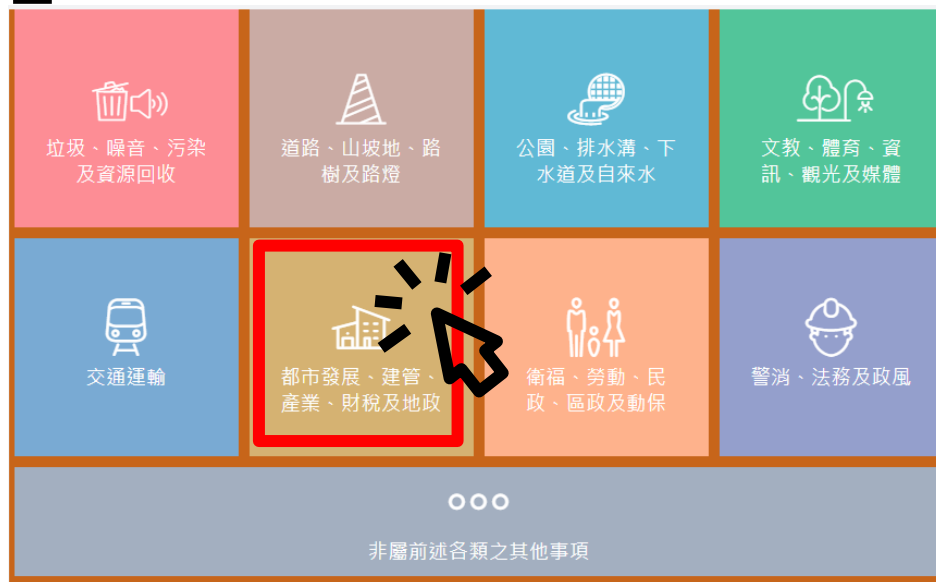 垃圾、噪音、污染
及資源回收
道路、山坡地、路
樹及路燈
公園、排水溝、下
水道及自來水
文教、體育、資
訊、觀光及媒體
交通運輸
都市發展、建管、
產業、財稅及地政
衛福、勞動、民
政、區政及動保
警消、法務及政風
非屬前述各類之其他事項